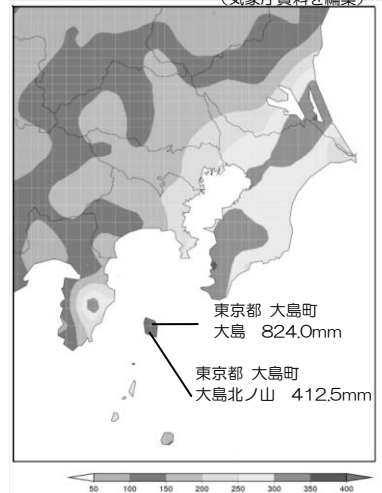 （気象庁資料を編集）
東京都 大島町
大島 824.0mm
東京都 大島町
大島北ノ山 412.5mm
50 100 150 200 250 300 350 400